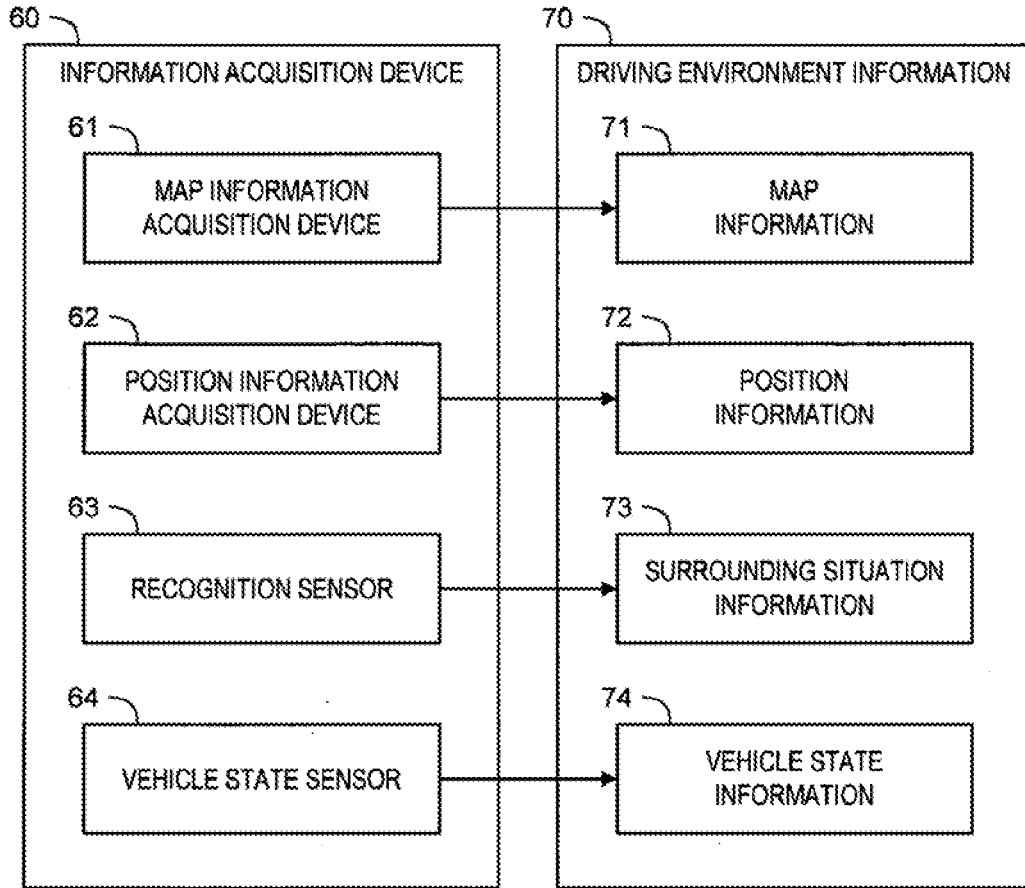 60
INFORMATION ACQUISITION DEVICE
61
MAP INFORMATION
ACQUISITION DEVICE
62
POSITION INFORMATION
ACQUISITION DEVICE
63
RECOGNITION SENSOR
64
VEHICLE STATE SENSOR
70
DRIVING ENVIRONMENT INFORMATION
71
MAP
INFORMATION
72
POSITION
INFORMATION
73
SURROUNDING SITUATION
INFORMATION
74
VEHICLE STATE
INFORMATION